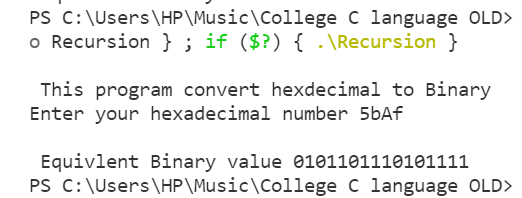 PS C:\Users\HP\Music\College C language OLD>
o Recursion } ; if ($?) { .\Recursion }
This program convert hexdecimal to Binary
Enter your hexadecimal number 5bAf
Equivlent Binary value 0101101110101111
PS C:\Users\HP\Music\College C language OLD>